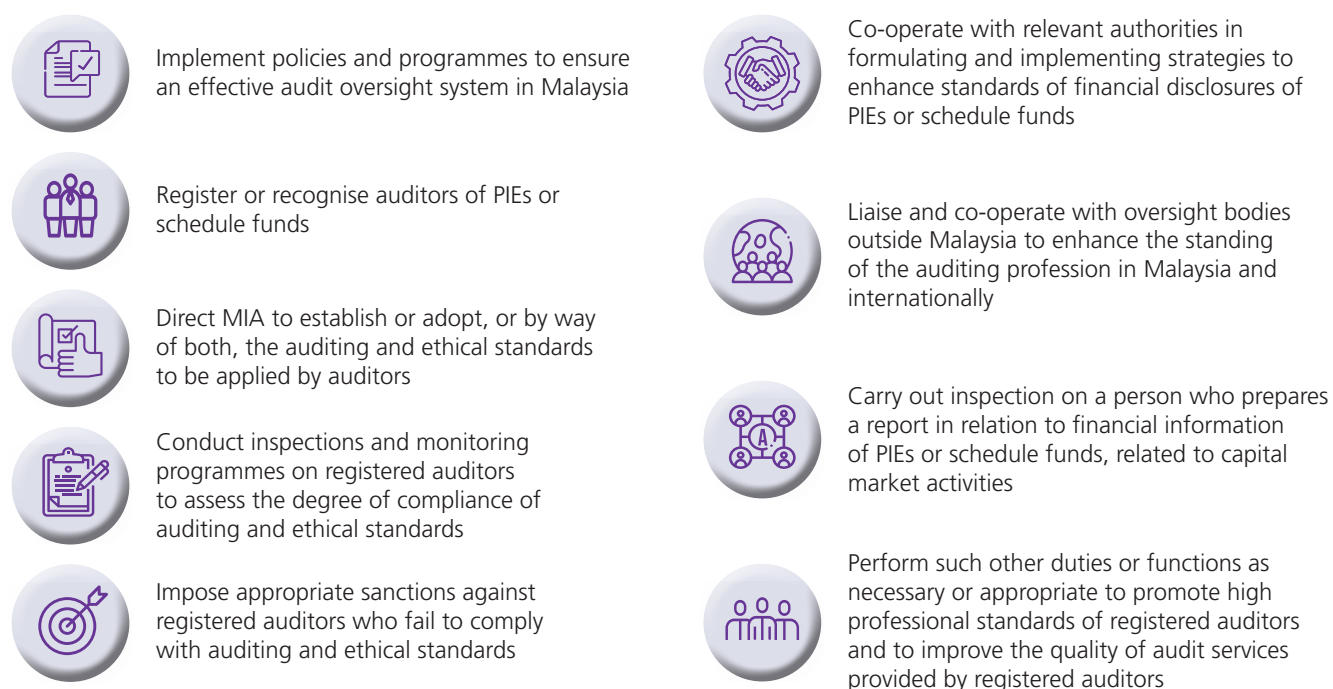 Implement policies and programmes to ensure
an effective audit oversight system in Malaysia
Register or recognise auditors of PIEs or
schedule funds
Direct MIA to establish or adopt, or by way
of both, the auditing and ethical standards
to be applied by auditors
Conduct inspections and monitoring
programmes on registered auditors
to assess the degree of compliance of
auditing and ethical standards
Impose appropriate sanctions against
registered auditors who fail to comply
with auditing and ethical standards
Co-operate with relevant authorities in
formulating and implementing strategies to
enhance standards of financial disclosures of
PIEs or schedule funds
Liaise and co-operate with oversight bodies
outside Malaysia to enhance the standing
of the auditing profession in Malaysia and
internationally
A
Carry out inspection on a person who prepares
a report in relation to financial information
of PIEs or schedule funds, related to capital
market activities
Perform such other duties or functions as
necessary or appropriate to promote high
professional standards of registered auditors
and to improve the quality of audit services
provided by registered auditors